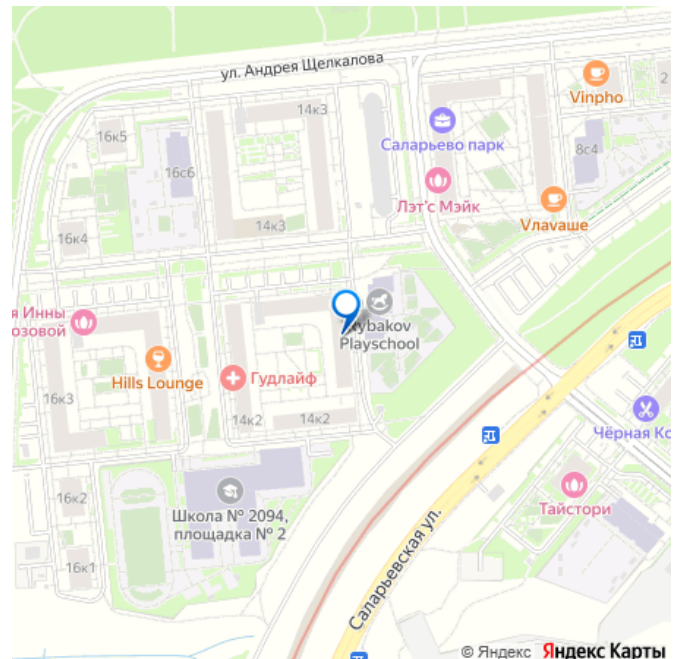 ул. Андрея Щелкалова
Vinpho
2
14к3
16к5
Саларьево парк
16с6
8с4
Лэт'с Мэйк
Vлаваше
14к3
16к4
я Инны
озовой
Rybakov
Playschool
Hills Lounge
Гудлайф
16к3
14к2
14к2
Чёрная Ко
16к2
Школа № 2094,
площадка № 2
Тайстори
16к1
Саларьевская ул.
© Яндекс Яндекс Карты